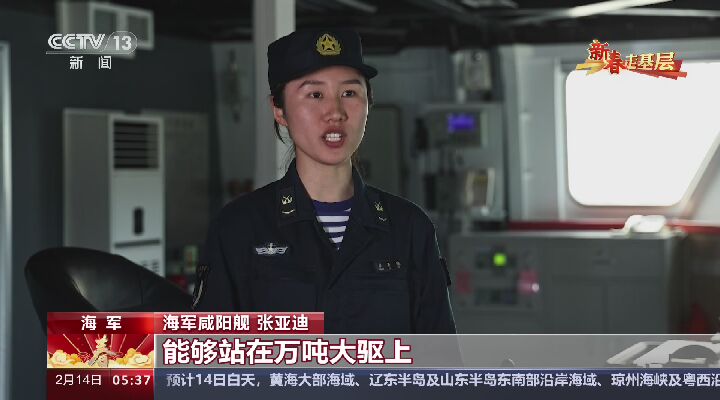 CCTV 13
新闻
新春走基层
海军
海军咸阳舰 张亚迪
能够站在万吨大驱上
春
2月14日 05:37 预计14日白天，黄海大部海域、辽东半岛及山东半岛东南部沿岸海域、琼州海峡及粤西沿